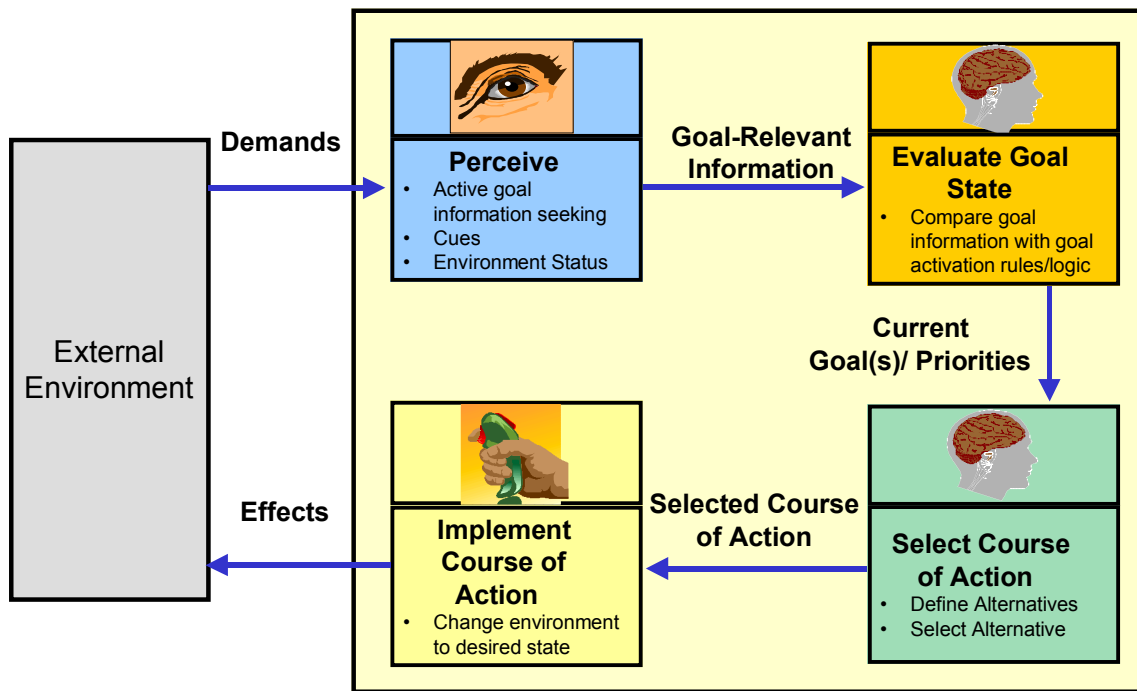 External
Environment
Demands
Perceive
• Active goal
information seeking
• Cues
• Environment Status
Goal-Relevant
Information
Evaluate Goal
State
• Compare goal
information with goal
activation rules/logic
Current
Goal(s)/ Priorities
Select Course
of Action
• Define Alternatives
• Select Alternative
Selected Course
of Action
Implement
Course of
Action
• Change environment
to desired state
Effects